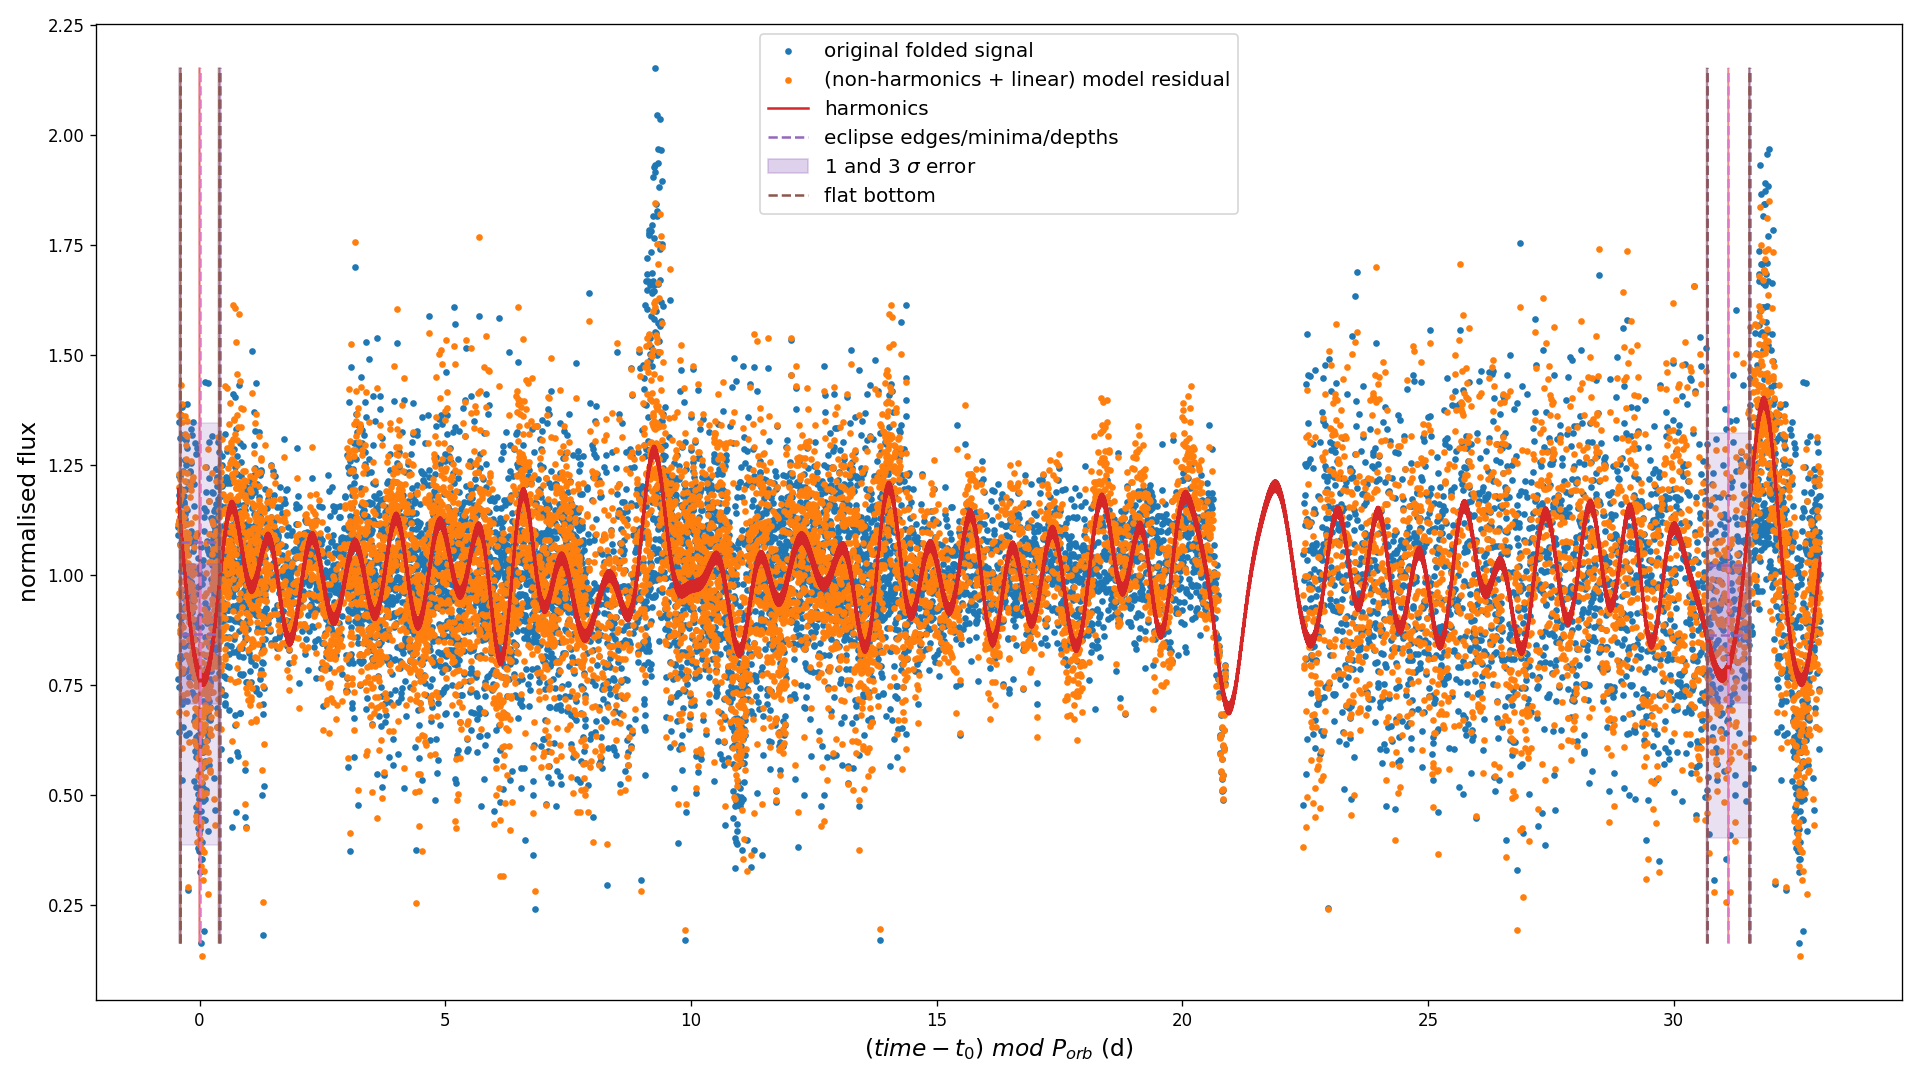 2.25
2.00
1.75
1.50
1.25
1.00
0.75
0.50
0.25
normalised flux
original folded signal
(non-harmonics + linear) model residual
harmonics
eclipse edges/minima/depths
1 and 3 σ error
flat bottom
0 5 10 15 20 25 30
(time − t₀) mod Pₒᵣb (d)